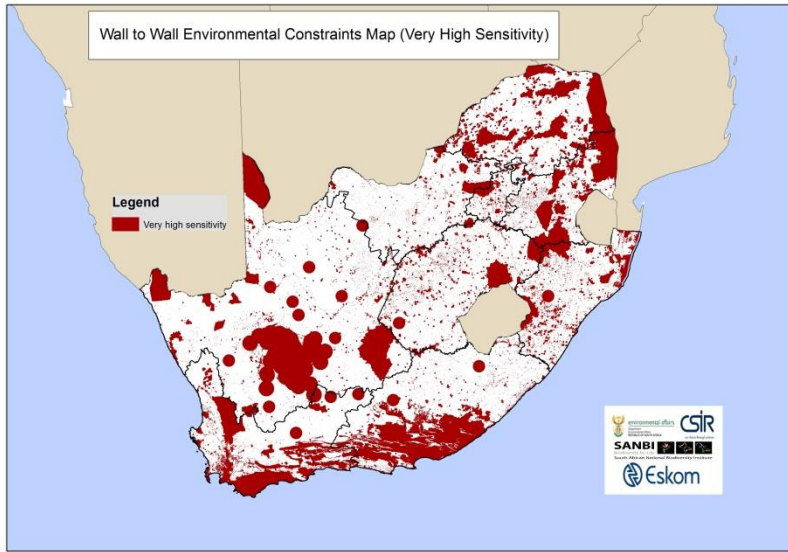 Wall to Wall Environmental Constraints Map (Very High Sensitivity)
Legend
Very high sensitivity
environmental affairs
CSIR
SANBI
South African National Biodiversity Institute
Eskom